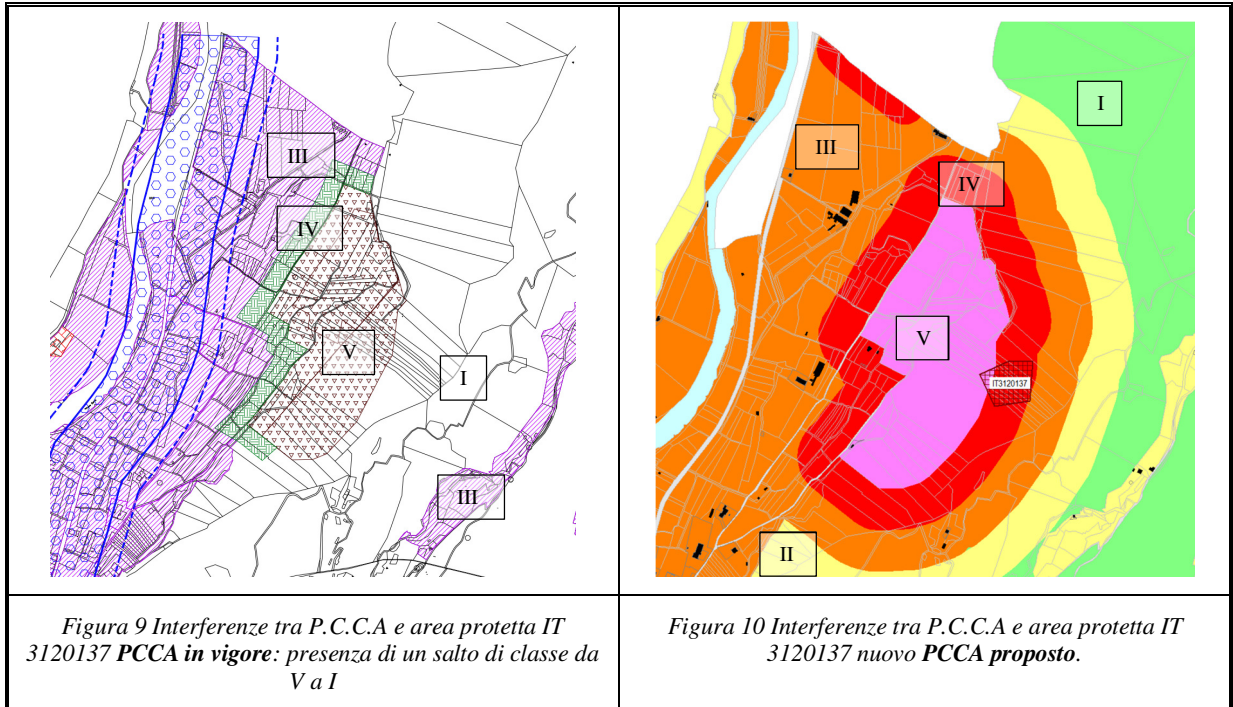 III
IV
V
I
III
I
III
IV
V
IT3120137
II
Figura 9 Interferenze tra P.C.C.A e area protetta IT
3120137 PCCA in vigore: presenza di un salto di classe da
V a I
Figura 10 Interferenze tra P.C.C.A e area protetta IT
3120137 nuovo PCCA proposto.